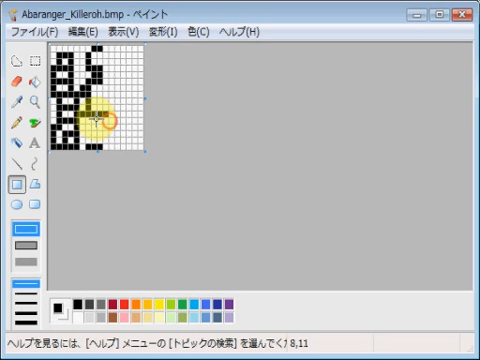 Abaranger_Killeroh.bmp - ペイント
ファイル(F) 編集(E) 表示(V) 変形(I) 色(C) ヘルプ(H)
A
ヘルプを見るには、[ヘルプ] メニューの [トピックの検索] を選んでく 8,11